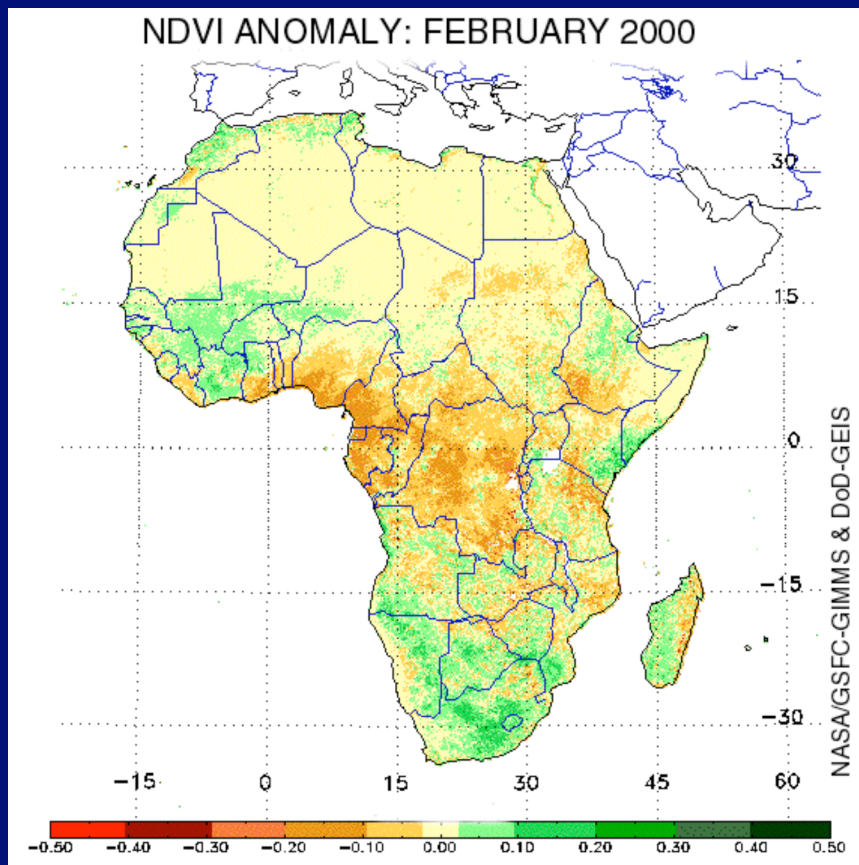 NDVI ANOMALY: FEBRUARY 2000
30
15
0
−15
−30
−15 0 15 30 45 60
NASA/GSFC-GIMMS & DoD-GEIS
−0.50 −0.40 −0.30 −0.20 −0.10 0.00 0.10 0.20 0.30 0.40 0.50